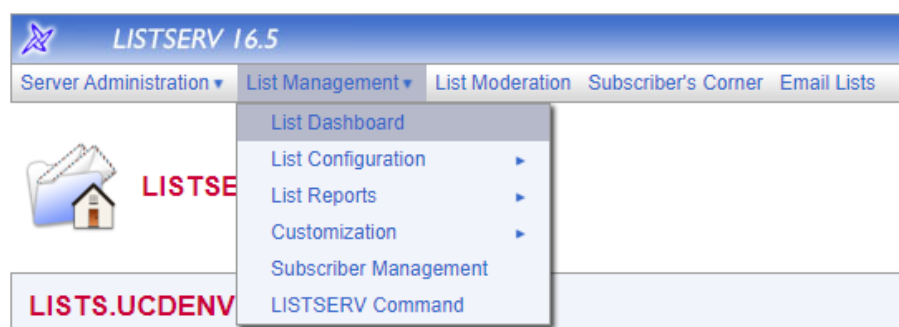 LISTSERV 16.5
Server Administration ▾ List Management ▾ List Moderation Subscriber's Corner Email Lists
List Dashboard
List Configuration ▸
LISTSE
List Reports ▸
Customization ▸
Subscriber Management
LISTS.UCDENV
LISTSERV Command